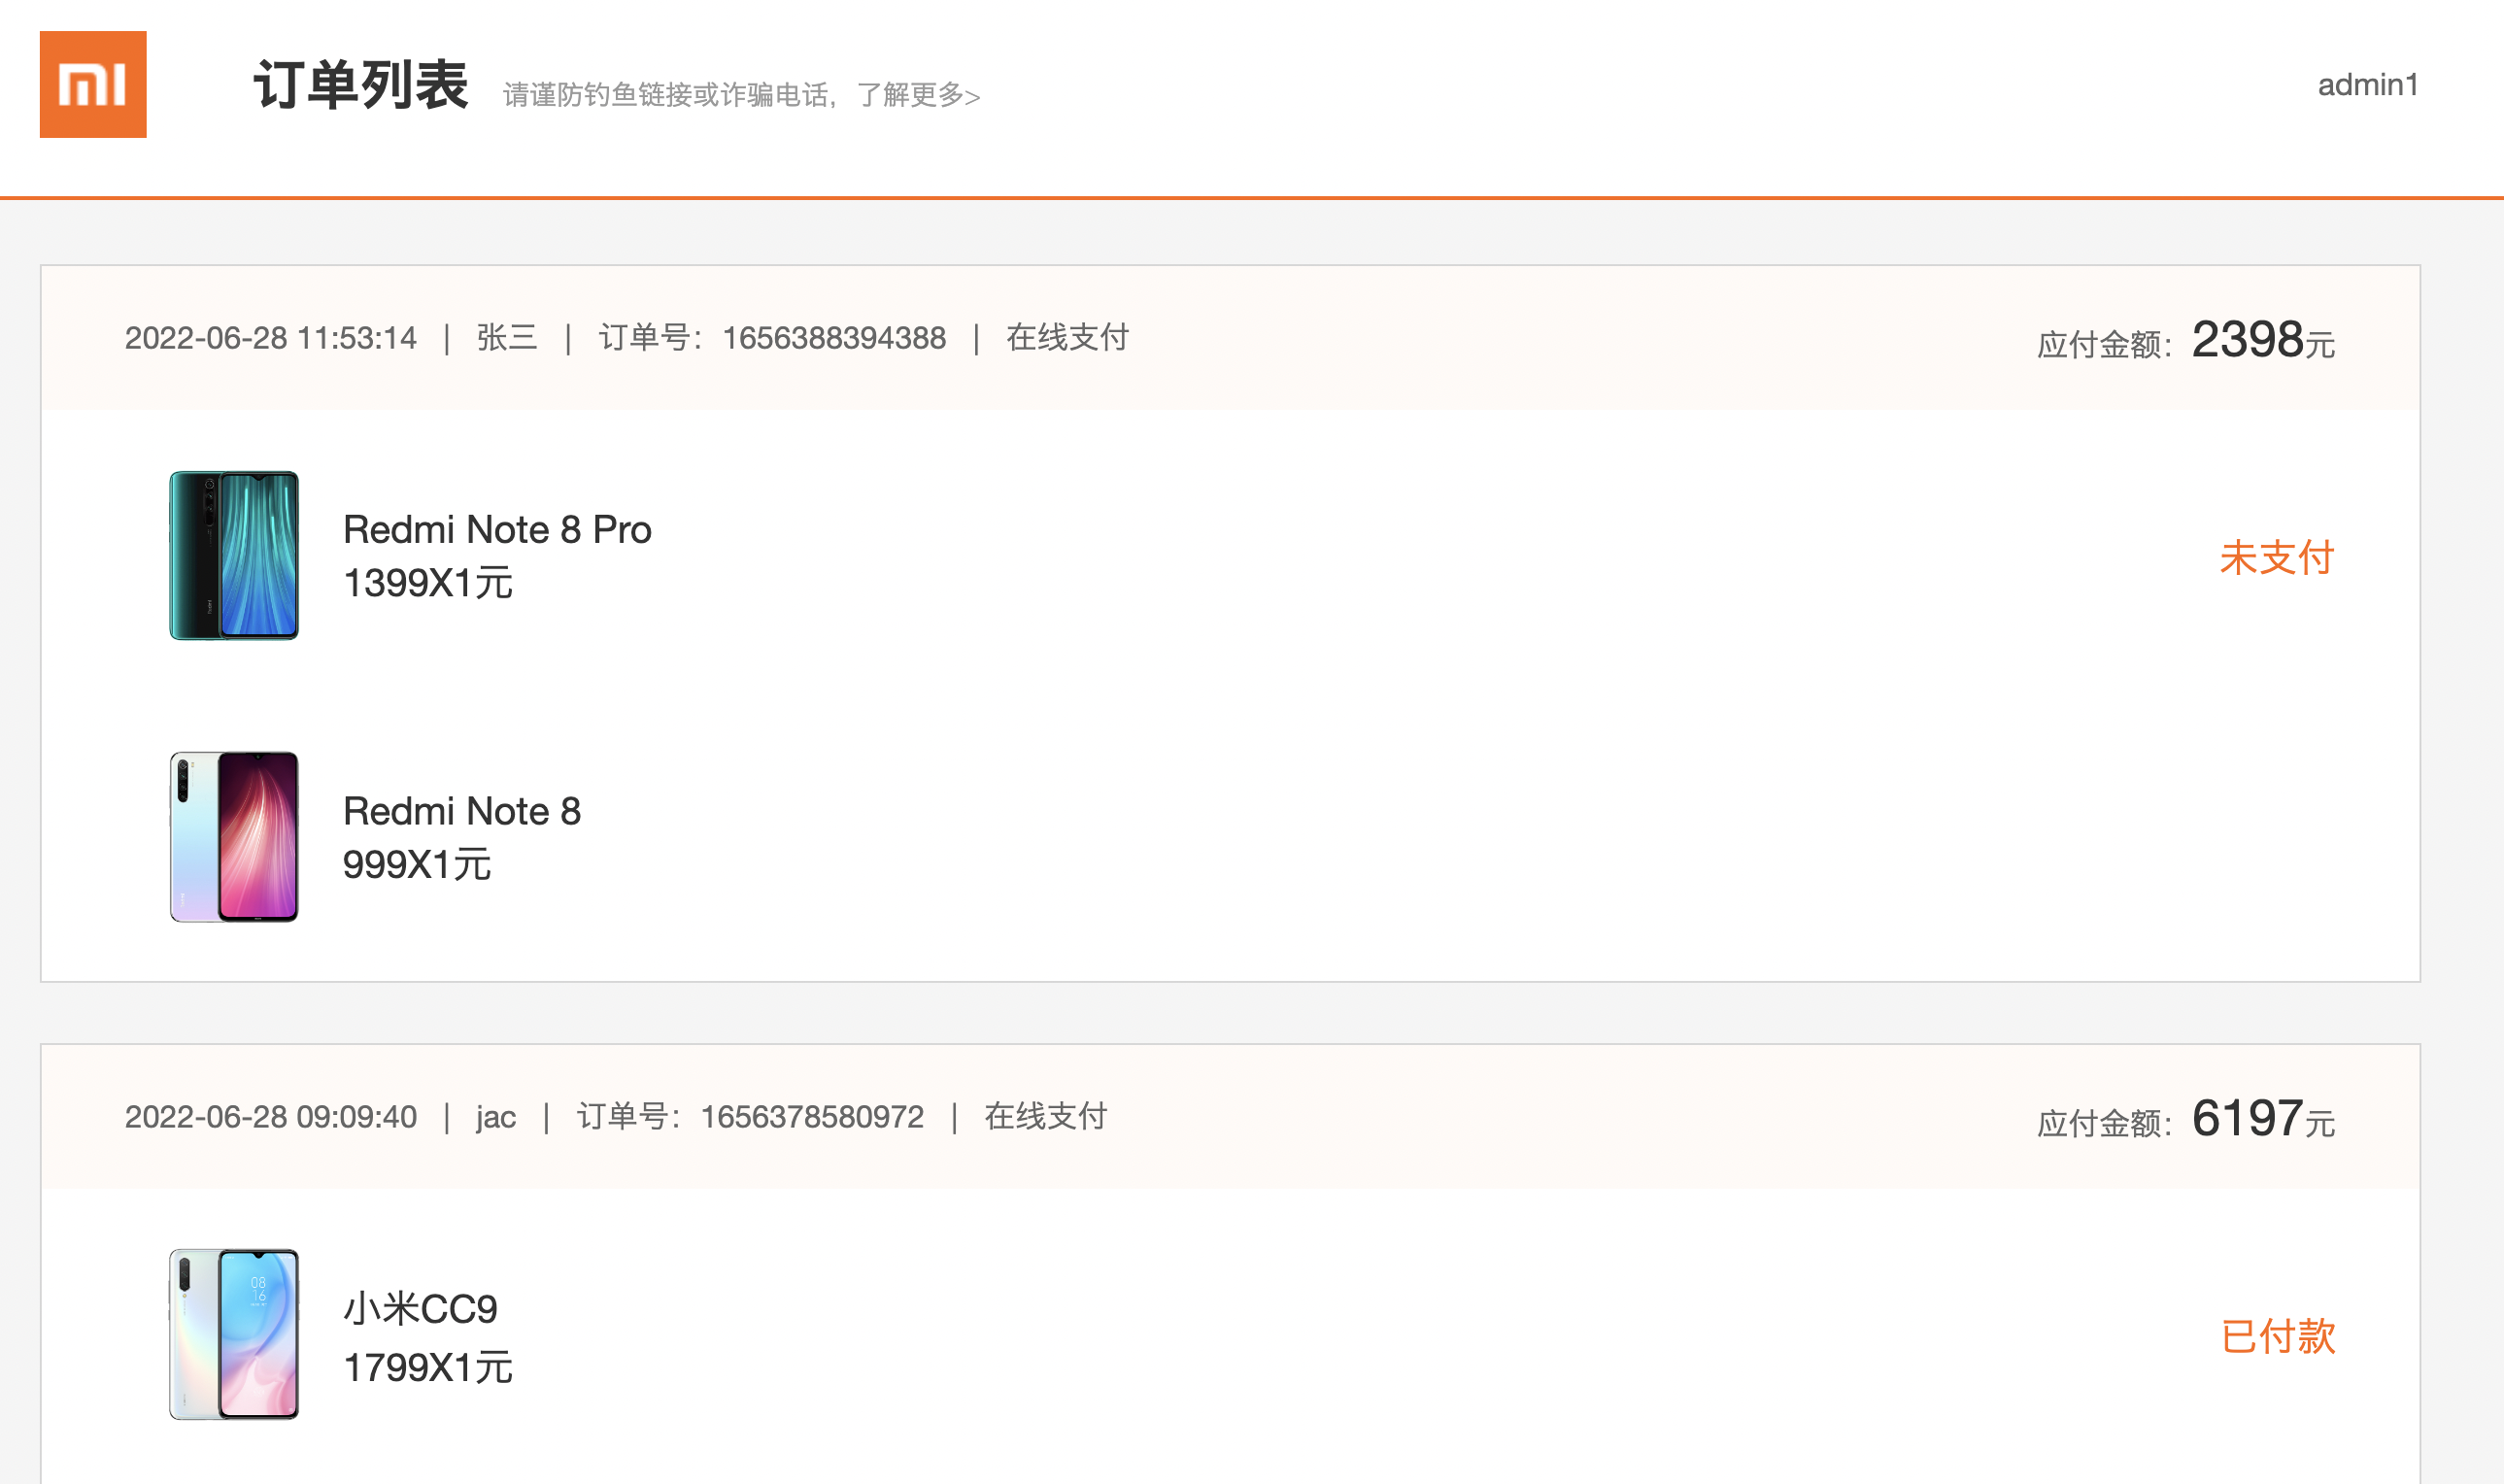 mi
订单列表 请谨防钓鱼链接或诈骗电话，了解更多>
admin1
2022-06-28 11:53:14 | 张三 | 订单号：1656388394388 | 在线支付
应付金额：2398元
Redmi Note 8 Pro
1399X1元
未支付
Redmi Note 8
999X1元
2022-06-28 09:09:40 | jac | 订单号：1656378580972 | 在线支付
应付金额：6197元
08
16
小米CC9
1799X1元
已付款